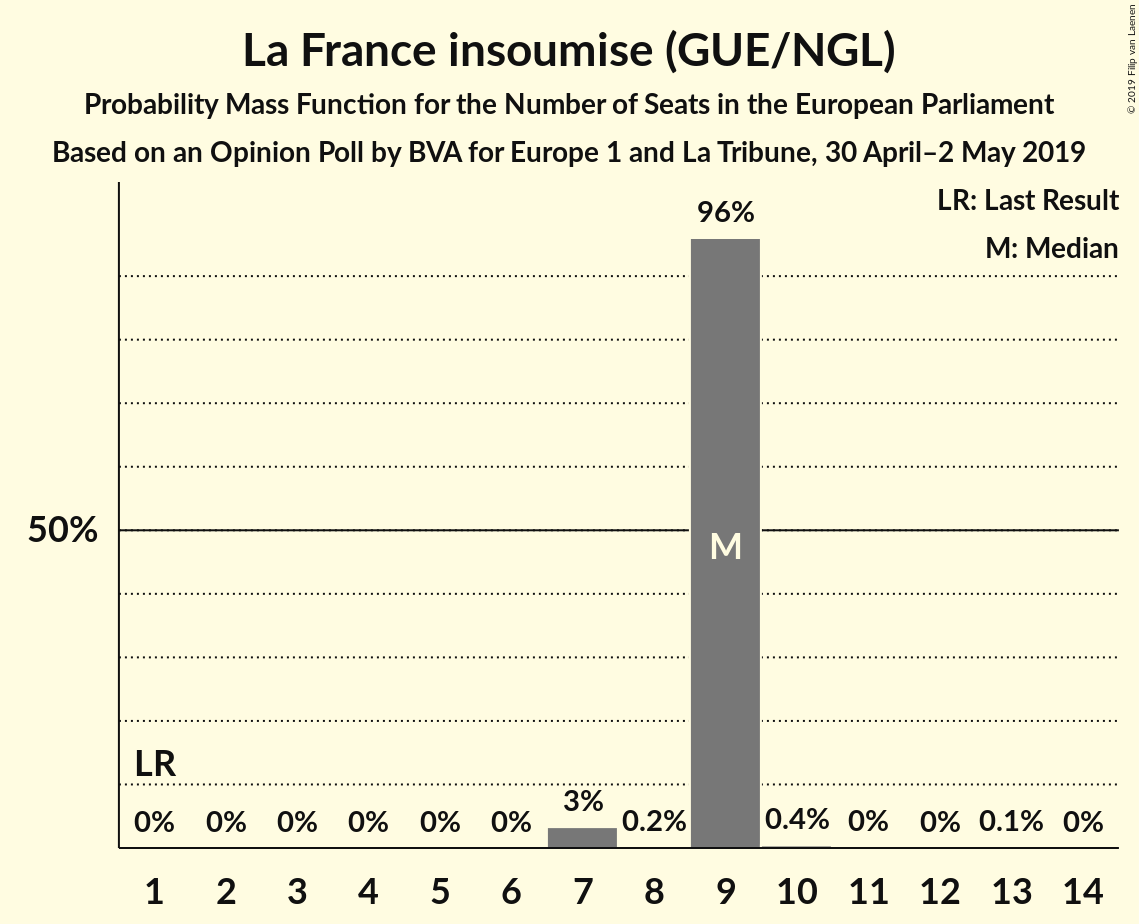 La France insoumise (GUE/NGL)
Probability Mass Function for the Number of Seats in the European Parliament
Based on an Opinion Poll by BVA for Europe 1 and La Tribune, 30 April–2 May 2019
© 2019 Filip van Laenen
LR: Last Result
M: Median
96%
50%
M
LR
0% 0% 0% 0% 0% 0% 3% 0.2% 0.4% 0% 0% 0.1% 0%
1 2 3 4 5 6 7 8 9 10 11 12 13 14